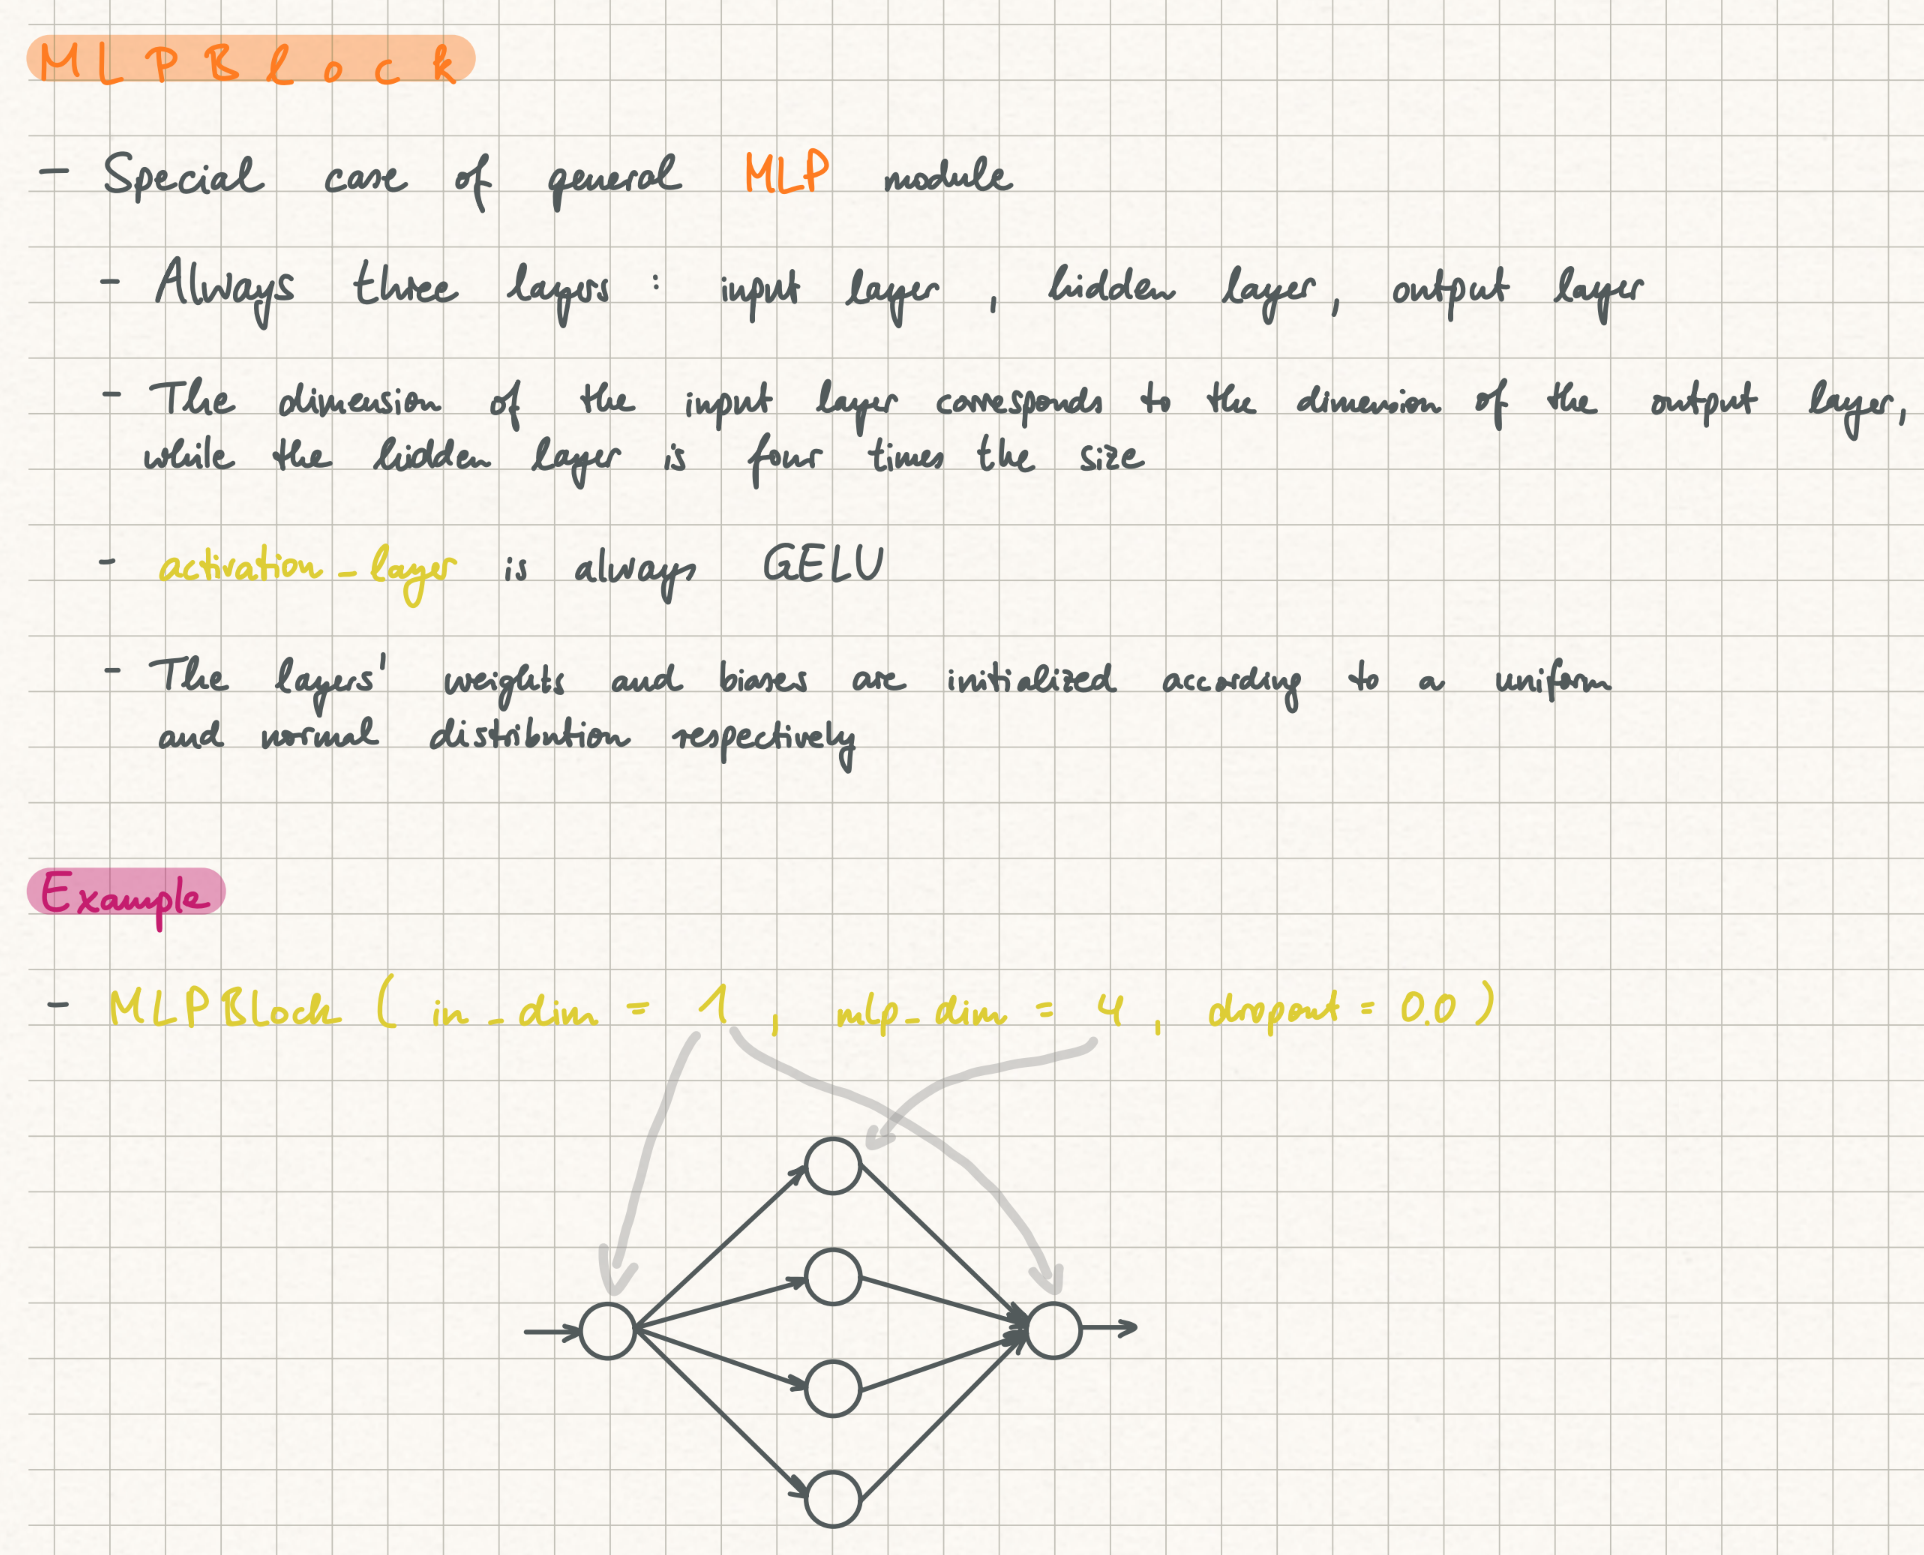 MLPBlock
- Special case of general MLP module
- Always three layers : input layer , hidden layer, output layer
- The dimension of the input layer corresponds to the dimension of the output layer,
while the hidden layer is four times the size
- activation_layer is always GELU
- The layers' weights and biases are initialized according to a uniform
and normal distribution respectively
Example
- MLPBlock ( in_dim = 1 , mlp_dim = 4 , dropout = 0.0 )